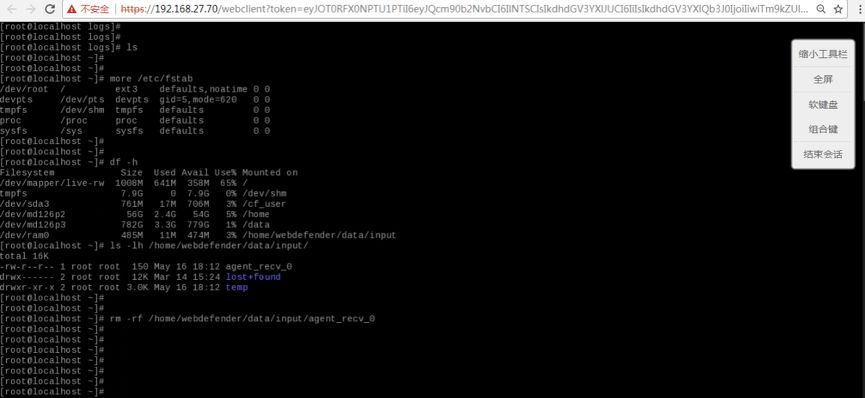 不安全 https://192.168.27.70/webclient?token=eyJOT0RFX0NPTU1PTiI6eyJQcm90b2NvbCI6IlNTSCIsIkdhdGV3YXlJUCI6IiIsIkdhdGV3YXlQb3J0IjoiIiwiTm9kZUl...
[root@localhost logs]#
[root@localhost logs]#
[root@localhost logs]# ls
[root@localhost ~]#
[root@localhost ~]#
[root@localhost ~]# more /etc/fstab
/dev/root / ext3 defaults,noatime 0 0
devpts /dev/pts devpts gid=5,mode=620 0 0
tmpfs /dev/shm tmpfs defaults 0 0
proc /proc proc defaults 0 0
sysfs /sys sysfs defaults 0 0
[root@localhost ~]#
[root@localhost ~]#
[root@localhost ~]# df -h
Filesystem Size Used Avail Use% Mounted on
/dev/mapper/live-rw 1008M 641M 358M 65% /
tmpfs 7.9G 0 7.9G 0% /dev/shm
/dev/sda3 761M 17M 706M 3% /cf_user
/dev/md126p2 56G 2.4G 54G 5% /home
/dev/md126p3 782G 3.3G 779G 1% /data
/dev/ram0 485M 11M 474M 3% /home/webdefender/data/input
[root@localhost ~]# ls -lh /home/webdefender/data/input/
total 16K
-rw-r--r-- 1 root root 150 May 16 18:12 agent_recv_0
drwx------ 2 root root 12K Mar 14 15:24 lost+found
drwxr-xr-x 2 root root 3.0K May 16 18:12 temp
[root@localhost ~]#
[root@localhost ~]#
[root@localhost ~]# rm -rf /home/webdefender/data/input/agent_recv_0
[root@localhost ~]#
[root@localhost ~]#
[root@localhost ~]#
[root@localhost ~]#
[root@localhost ~]#
[root@localhost ~]#
[root@localhost ~]#
缩小工具栏
全屏
软键盘
组合键
结束会话